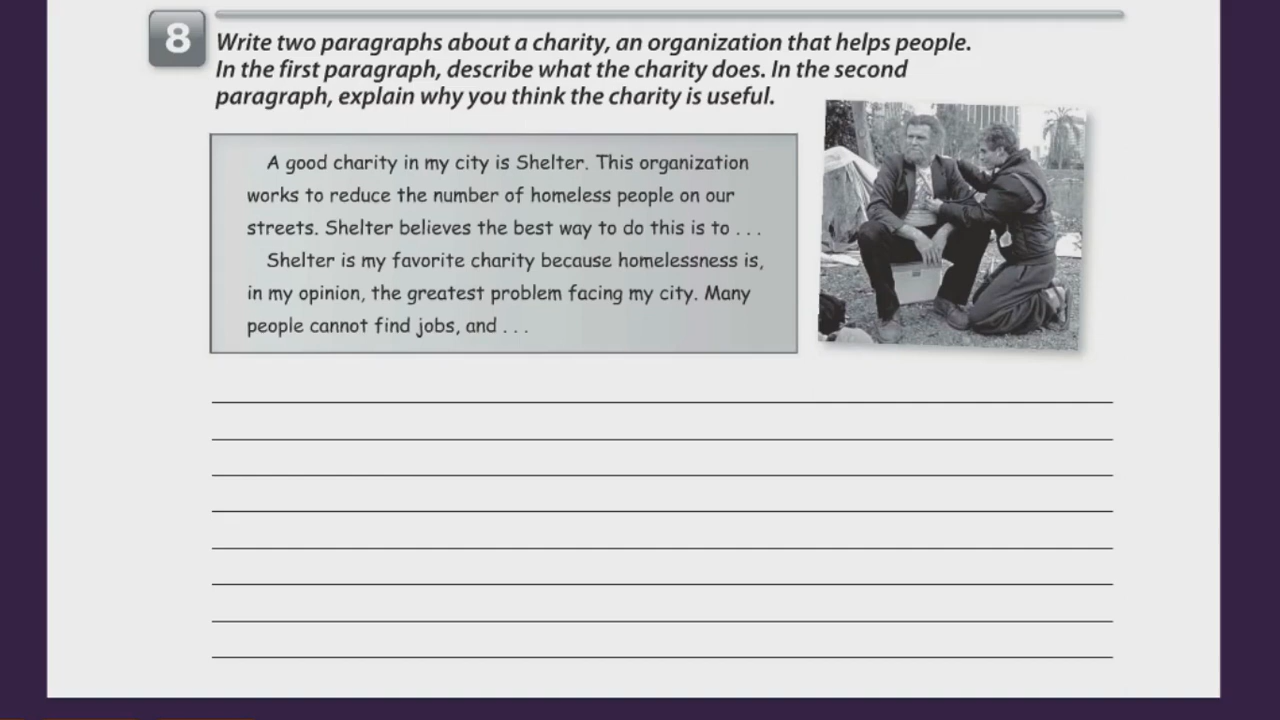 8
Write two paragraphs about a charity, an organization that helps people.
In the first paragraph, describe what the charity does. In the second
paragraph, explain why you think the charity is useful.
A good charity in my city is Shelter. This organization
works to reduce the number of homeless people on our
streets. Shelter believes the best way to do this is to . . .
Shelter is my favorite charity because homelessness is,
in my opinion, the greatest problem facing my city. Many
people cannot find jobs, and . . .